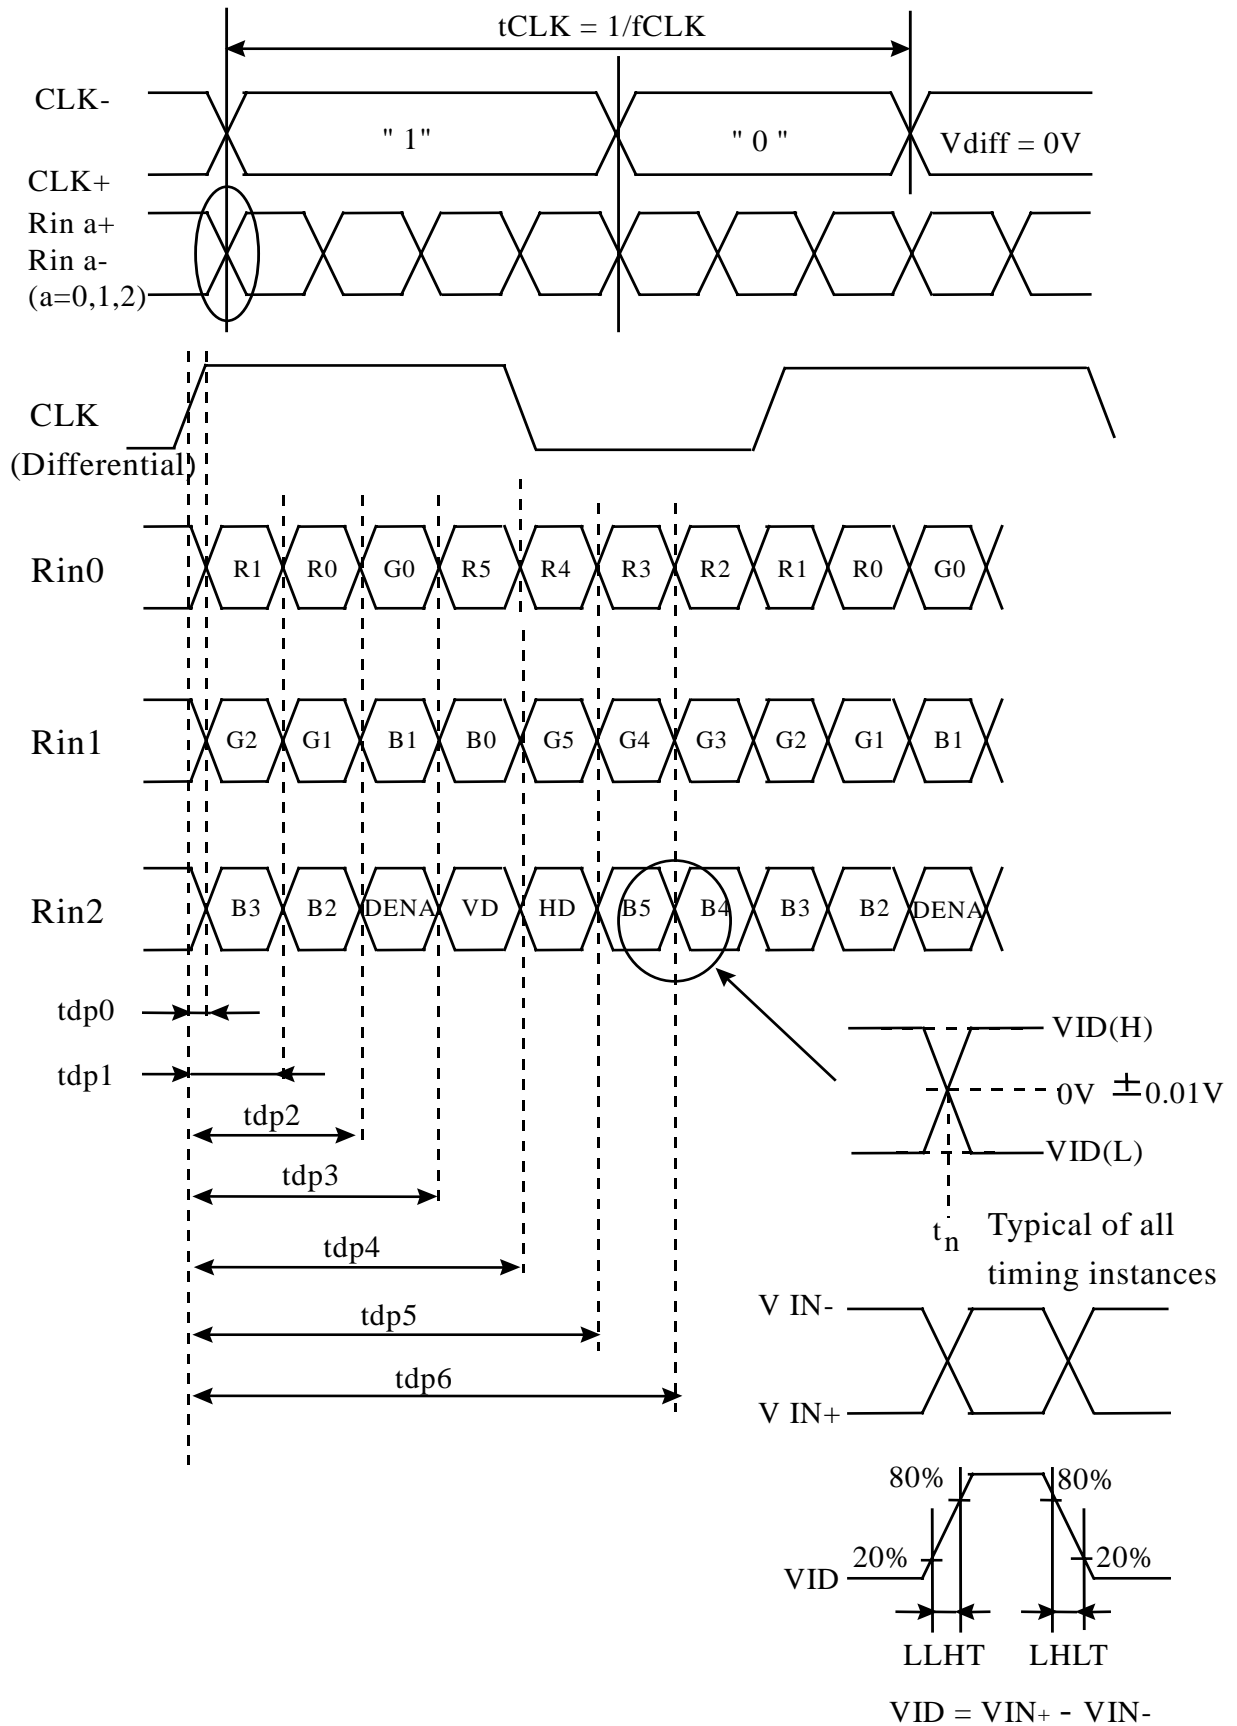 tCLK = 1/fCLK
CLK-
" 1"
" 0 "
Vdiff = 0V
CLK+
Rin a+
Rin a-
(a=0,1,2)
CLK
(Differential)
Rin0
R1 R0 G0 R5 R4 R3 R2 R1 R0 G0
Rin1
G2 G1 B1 B0 G5 G4 G3 G2 G1 B1
Rin2
B3 B2 DENA VD HD B5 B4 B3 B2 DENA
tdp0
tdp1
tdp2
tdp3
tdp4
tdp5
tdp6
VID(H)
0V ±0.01V
VID(L)
tn
Typical of all
timing instances
V IN-
V IN+
80% 80%
20% 20%
VID
LLHT LHLT
VID = VIN+ - VIN-